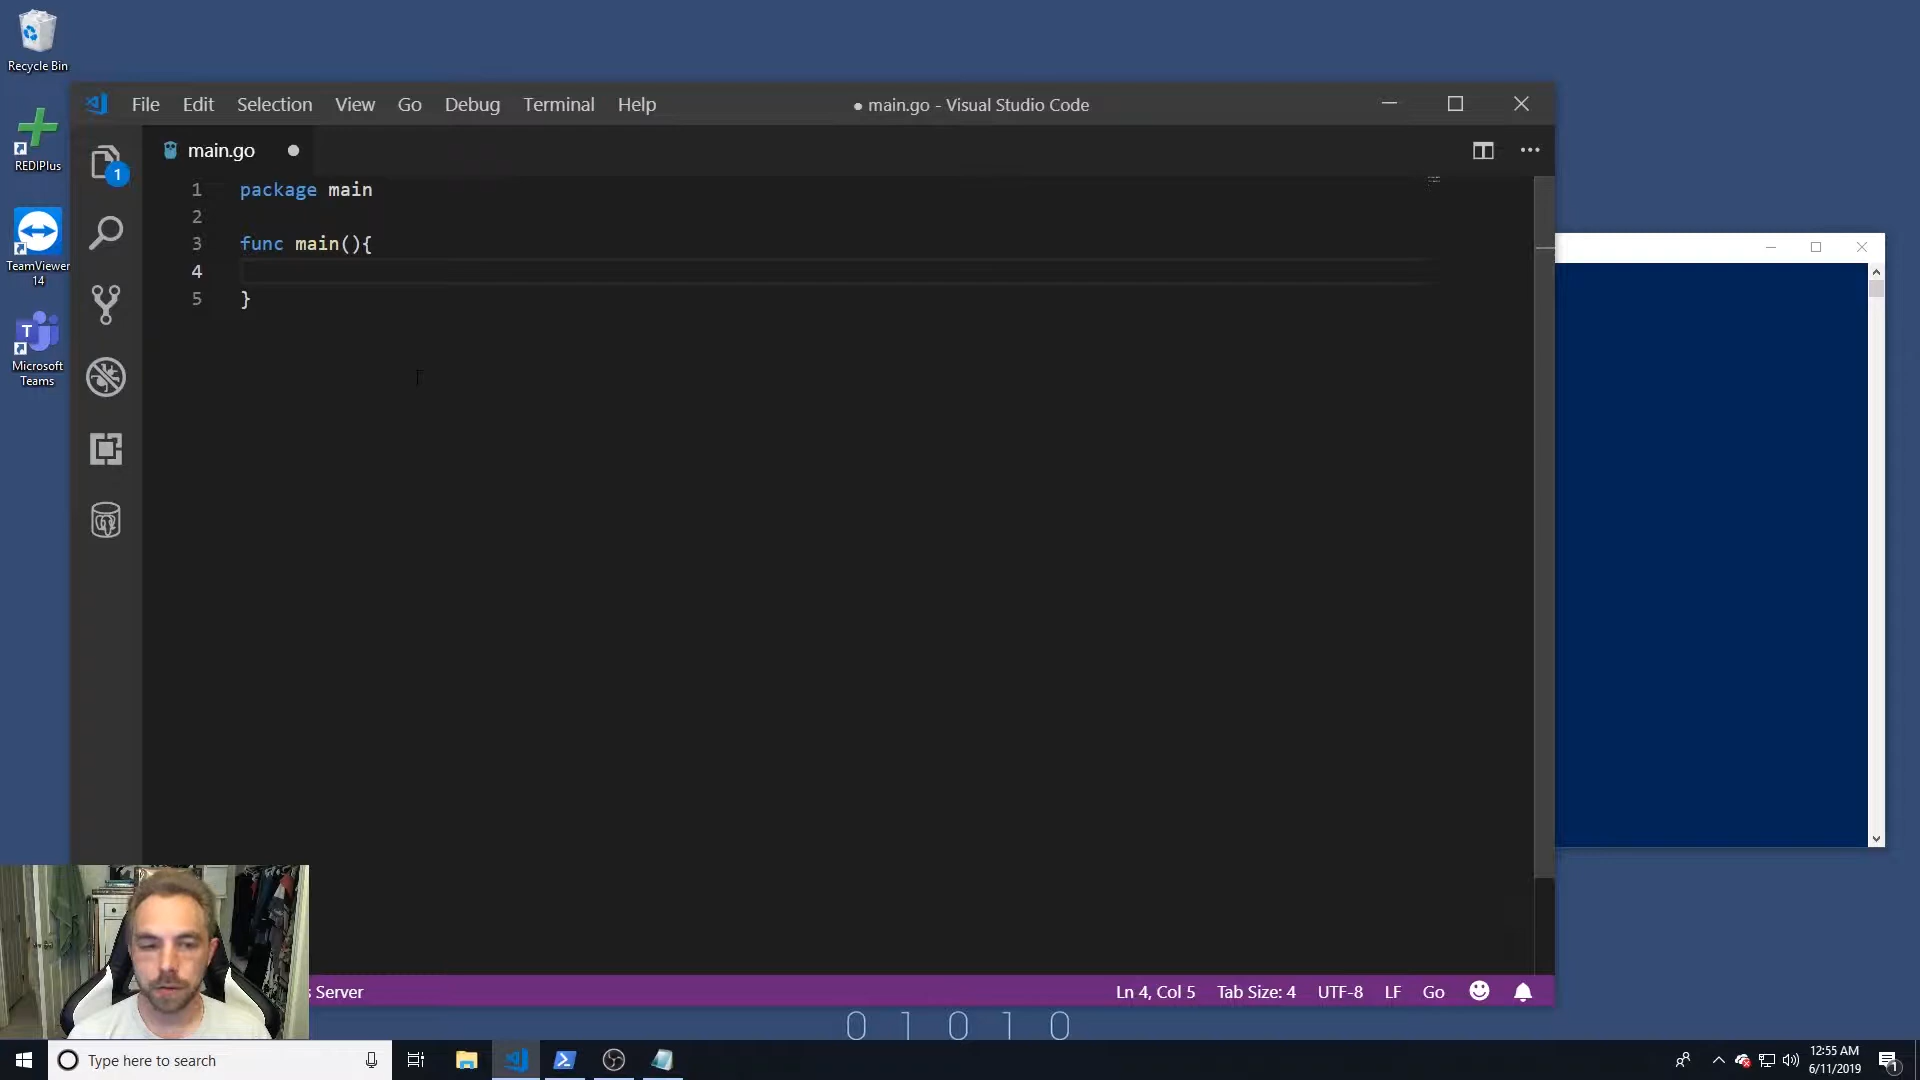 Recycle Bin
REDIPlus
TeamViewer
14
T
Microsoft
Teams
File Edit Selection View Go Debug Terminal Help
● main.go - Visual Studio Code
main.go ●
1
1 package main
2
3 func main(){
4
5 }
Server
Ln 4, Col 5 Tab Size: 4 UTF-8 LF Go
0 1 0 1 0
Type here to search
12:55 AM
6/11/2019
1